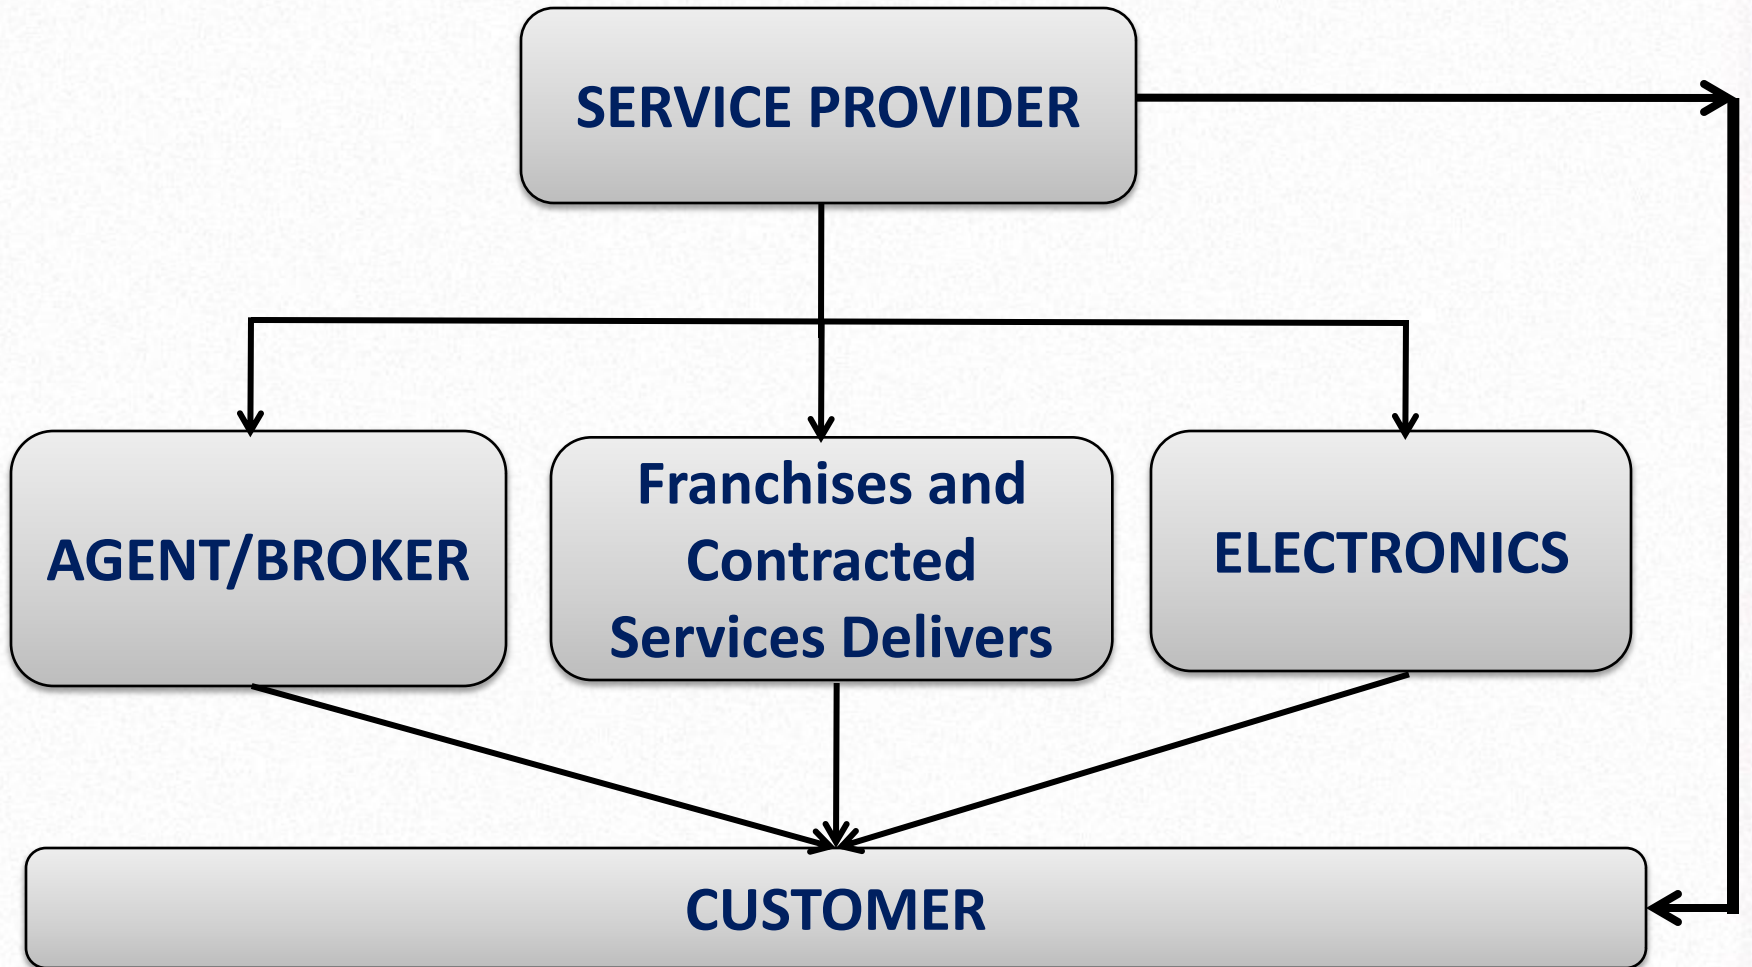 SERVICE PROVIDER
AGENT/BROKER
Franchises and
Contracted
Services Delivers
ELECTRONICS
CUSTOMER